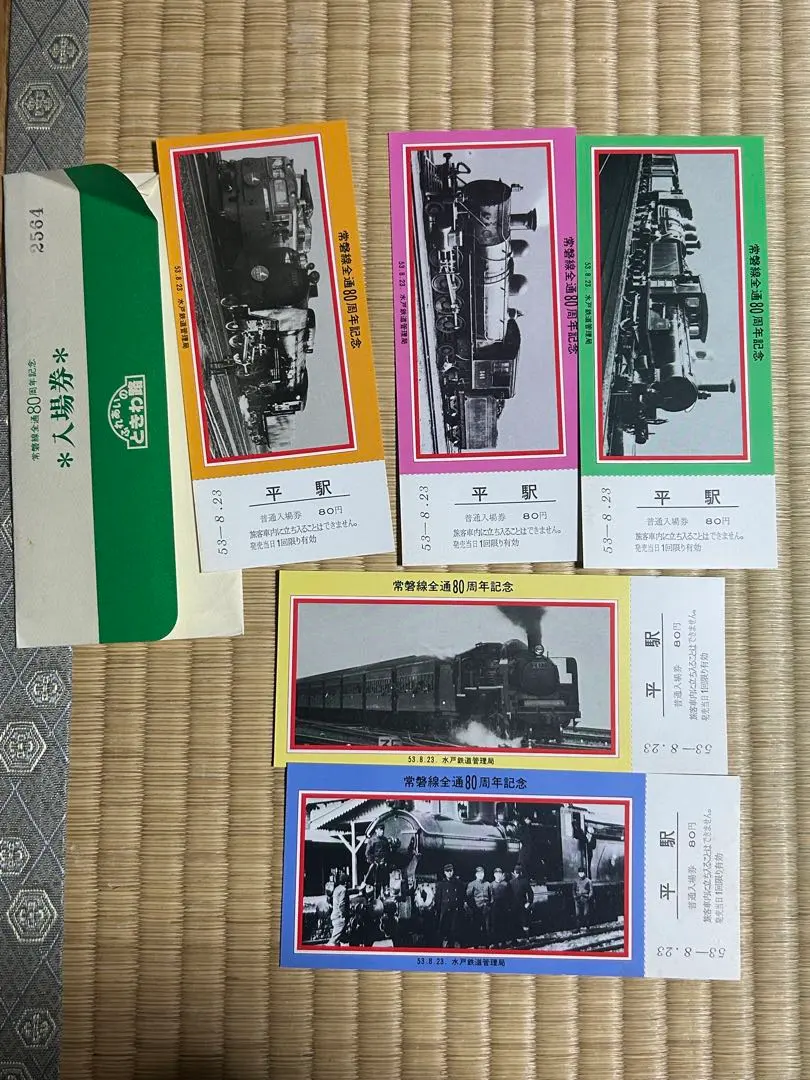 2564
常磐線全通80周年記念
*入場券*
ふれあいの
ときわ路
常磐線全通80周年記念
53.8.23. 水戸鉄道管理局
53-8.23
平駅
普通入場券 80円
旅客車内に立ち入ることはできません。
発売当日1回限り有効
常磐線全通80周年記念
53.8.23. 水戸鉄道管理局
53-8.23
平駅
普通入場券 80円
旅客車内に立ち入ることはできません。
発売当日1回限り有効
常磐線全通80周年記念
53.8.23. 水戸鉄道管理局
53-8.23
平駅
普通入場券 80円
旅客車内に立ち入ることはできません。
発売当日1回限り有効
常磐線全通80周年記念
53.8.23. 水戸鉄道管理局
平駅
普通入場券 80円
旅客車内に立ち入ることはできません。
発売当日1回限り有効
53-8.23
常磐線全通80周年記念
53.8.23. 水戸鉄道管理局
平駅
普通入場券 80円
旅客車内に立ち入ることはできません。
発売当日1回限り有効
53-8.23